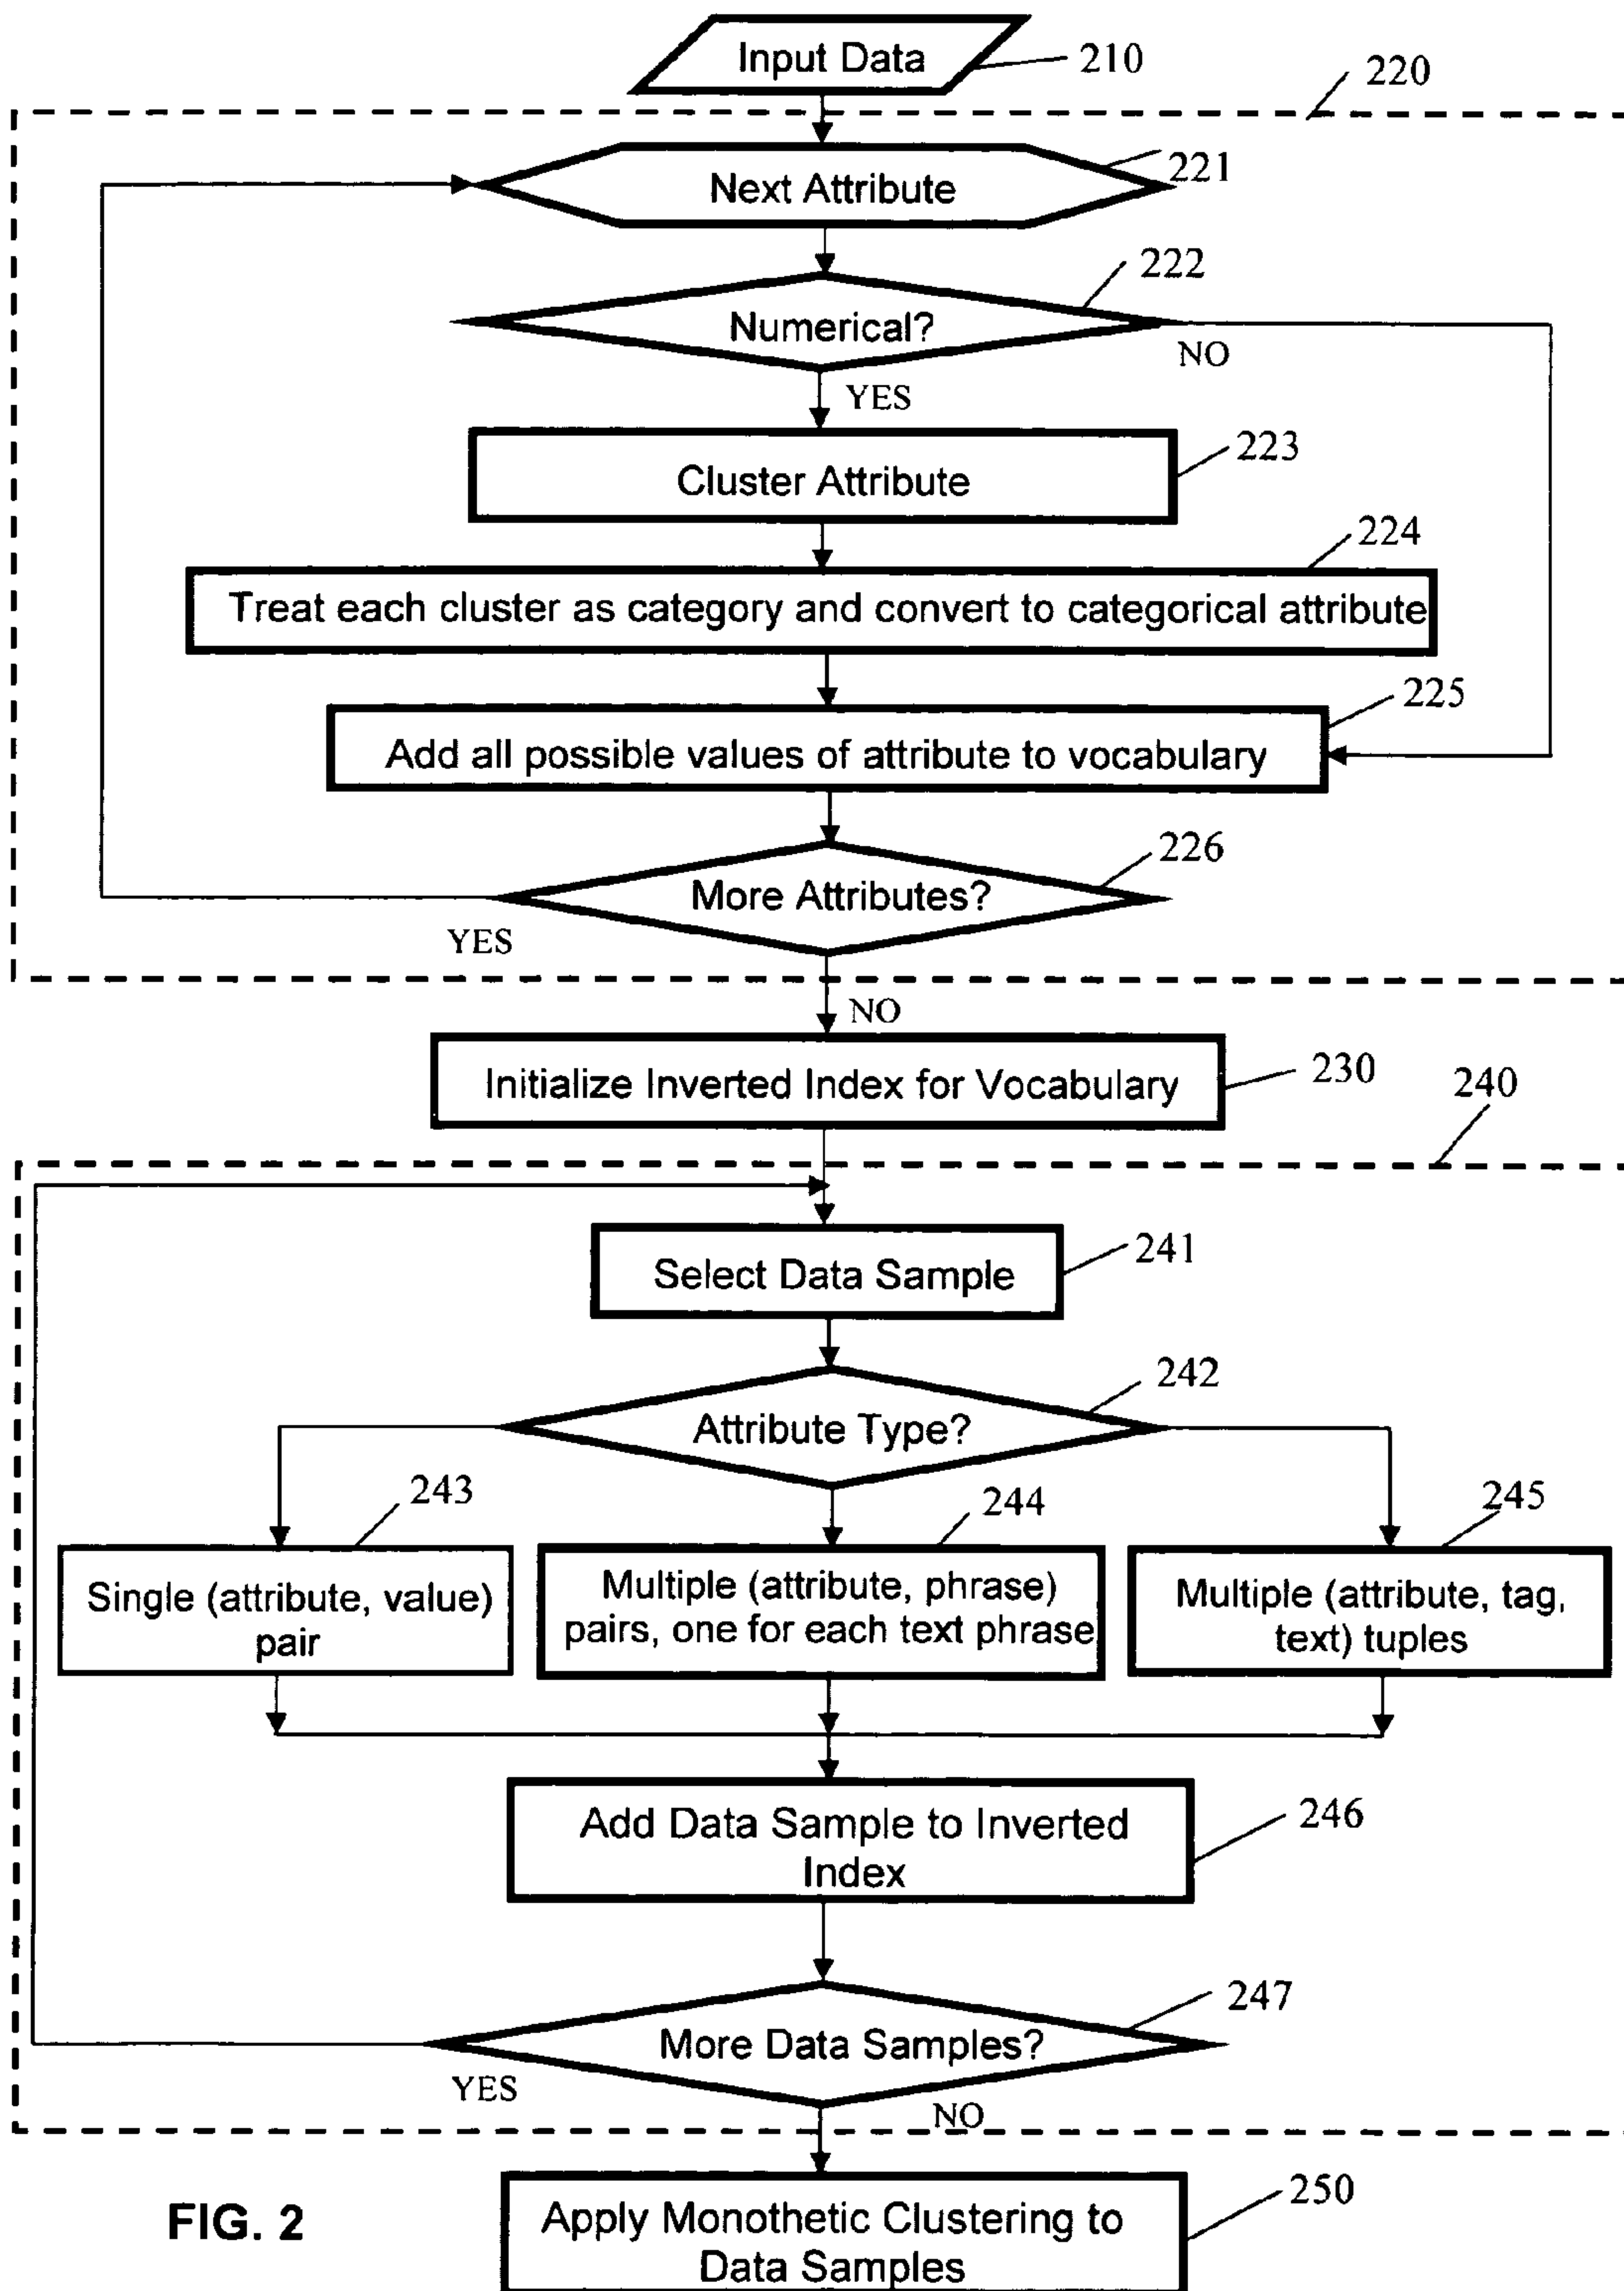 Input Data
210
220
Next Attribute
221
222
Numerical?
NO
YES
223
Cluster Attribute
224
Treat each cluster as category and convert to categorical attribute
225
Add all possible values of attribute to vocabulary
226
More Attributes?
YES
NO
Initialize Inverted Index for Vocabulary
230
240
241
Select Data Sample
242
Attribute Type?
243
244
245
Single (attribute, value)
pair
Multiple (attribute, phrase)
pairs, one for each text phrase
Multiple (attribute, tag,
text) tuples
Add Data Sample to Inverted
Index
246
247
More Data Samples?
YES
NO
250
FIG. 2
Apply Monothetic Clustering to
Data Samples